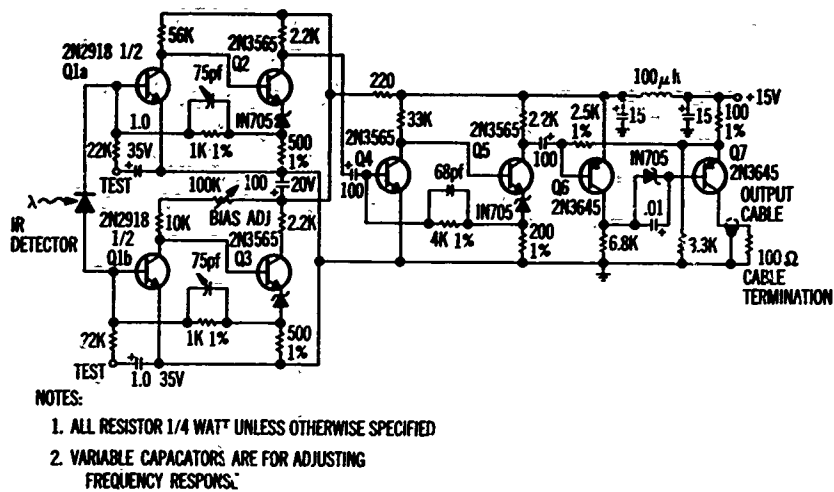 56K
2.2K
2N2918 1/2
Q1a
2N3565
Q2
75pf
1N705
1.0
35V
22K
1K 1%
500
1%
TEST
100K
100
20V
BIAS ADJ
λ
IR
DETECTOR
2N2918
1/2
Q1b
10K
2N3565
Q3
2.2K
75pf
1K 1%
500
1%
?2K
TEST
1.0 35V
220
33K
2N3565
Q4
100
2N3565
Q5
68pf
4K 1%
1N705
200
1%
2.2K
100
2.5K
1%
Q6
2N3645
6.8K
100μh
15
15
+15V
100
1%
1N705
.01
Q7
2N3645
3.3K
OUTPUT
CABLE
100 Ω
CABLE
TERMINATION
NOTES:
1. ALL RESISTOR 1/4 WATT UNLESS OTHERWISE SPECIFIED
2. VARIABLE CAPACATORS ARE FOR ADJUSTING
FREQUENCY RESPONSE